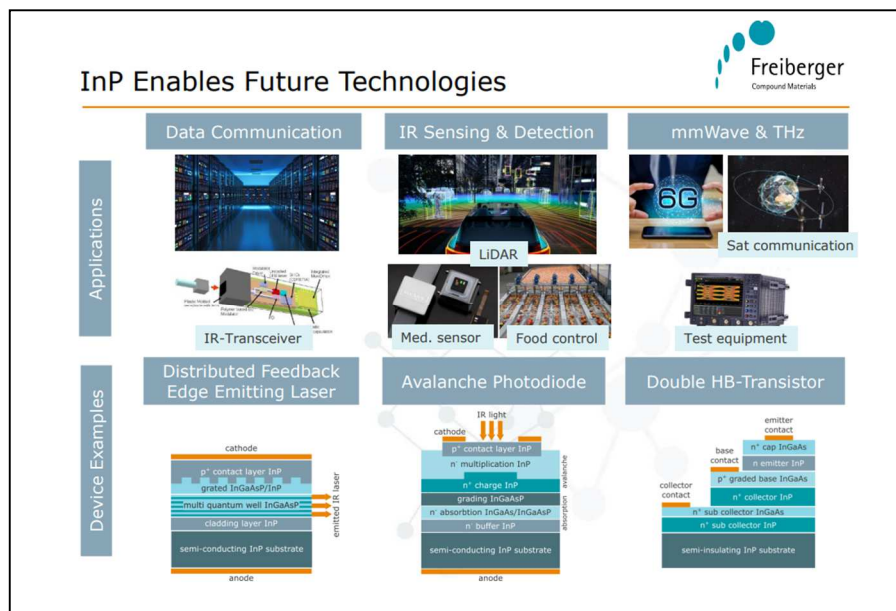 InP Enables Future Technologies
Freiberger
Compound Materials
Data Communication
IR Sensing & Detection
mmWave & THz
Applications
6G
LiDAR
Sat communication
IR-Transceiver
Med. sensor
Food control
Test equipment
Device Examples
Distributed Feedback
Edge Emitting Laser
Avalanche Photodiode
Double HB-Transistor
cathode
p⁺ contact layer InP
grated InGaAsP/InP
multi quantum well InGaAsP
cladding layer InP
semi-conducting InP substrate
anode
emitted IR laser
IR light
cathode
p⁺ contact layer InP
n⁻ multiplication InP
n⁺ charge InP
grading InGaAsP
n⁻ absorbtion InGaAs/InGaAsP
n⁻ buffer InP
semi-conducting InP substrate
anode
avalanche
absorption
emitter
contact
n⁺ cap InGaAs
n emitter InP
base
contact
p⁺ graded base InGaAs
n⁺ collector InP
collector
contact
n⁺ sub collector InGaAs
n⁺ sub collector InP
semi-insulating InP substrate